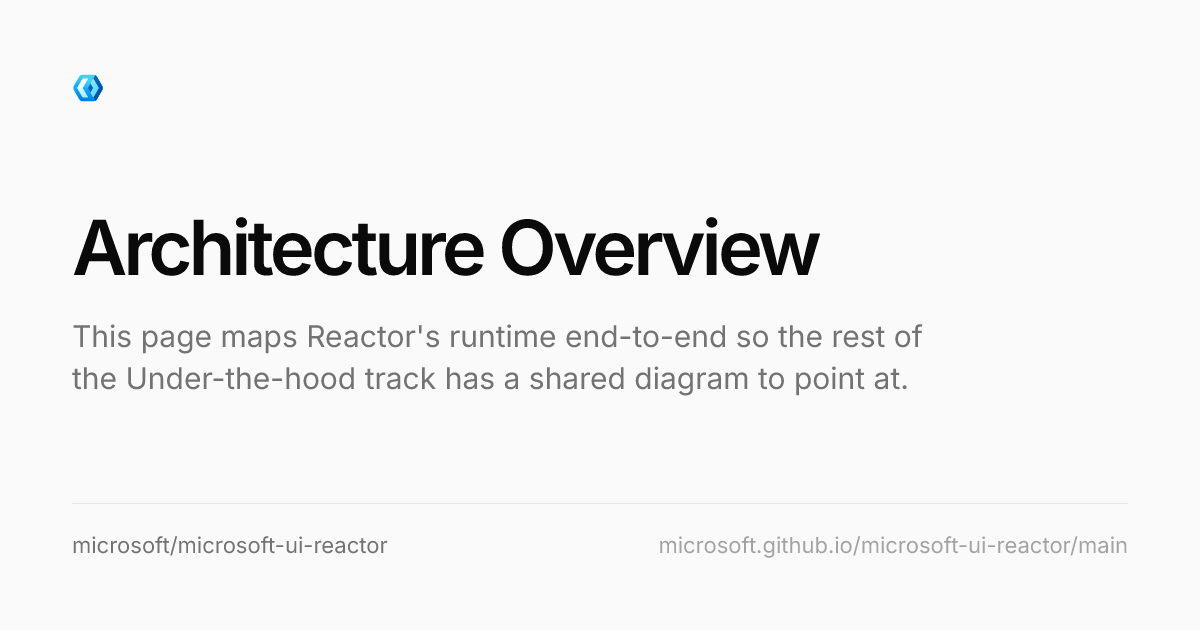 Architecture Overview
This page maps Reactor's runtime end-to-end so the rest of
the Under-the-hood track has a shared diagram to point at.
microsoft/microsoft-ui-reactor
microsoft.github.io/microsoft-ui-reactor/main